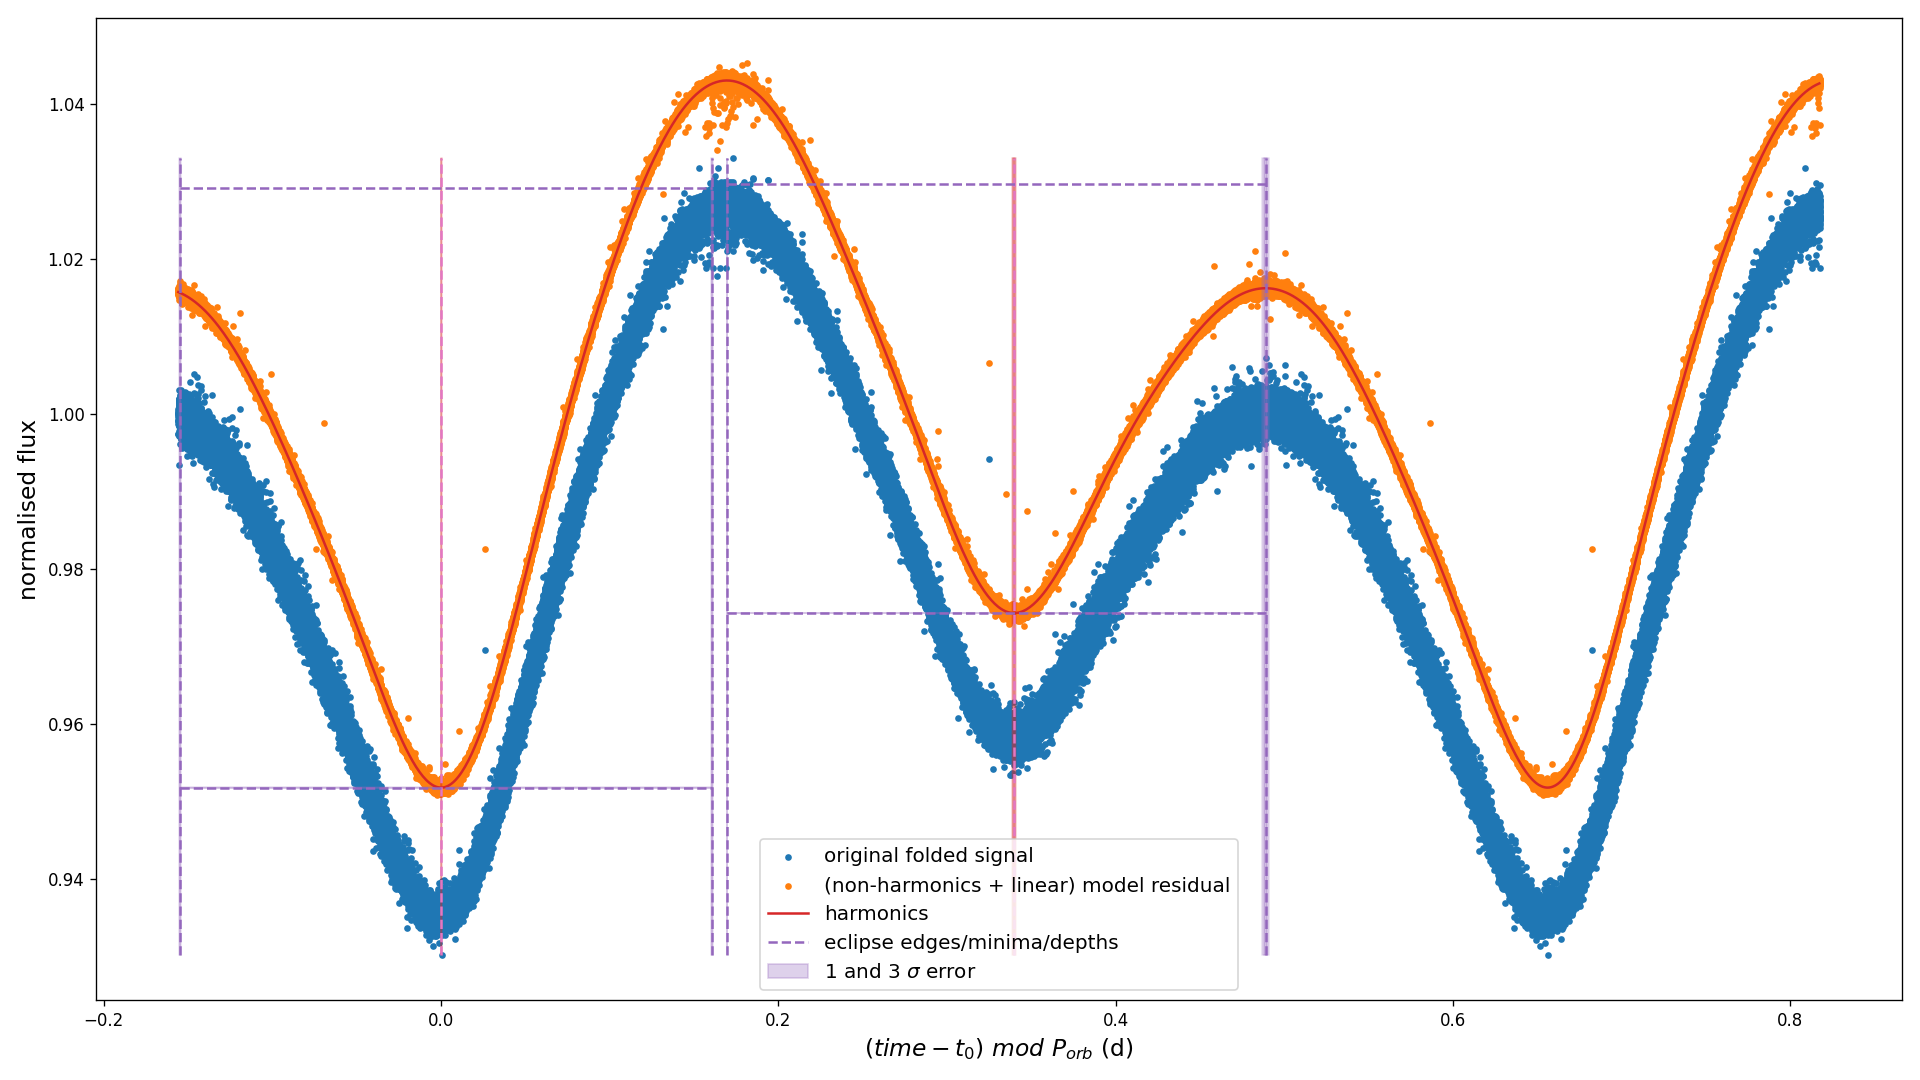 normalised flux
1.04
1.02
1.00
0.98
0.96
0.94
original folded signal
(non-harmonics + linear) model residual
harmonics
eclipse edges/minima/depths
1 and 3 σ error
−0.2
0.0
0.2
0.4
0.6
0.8
(time − t₀) mod Pₒᵣb (d)